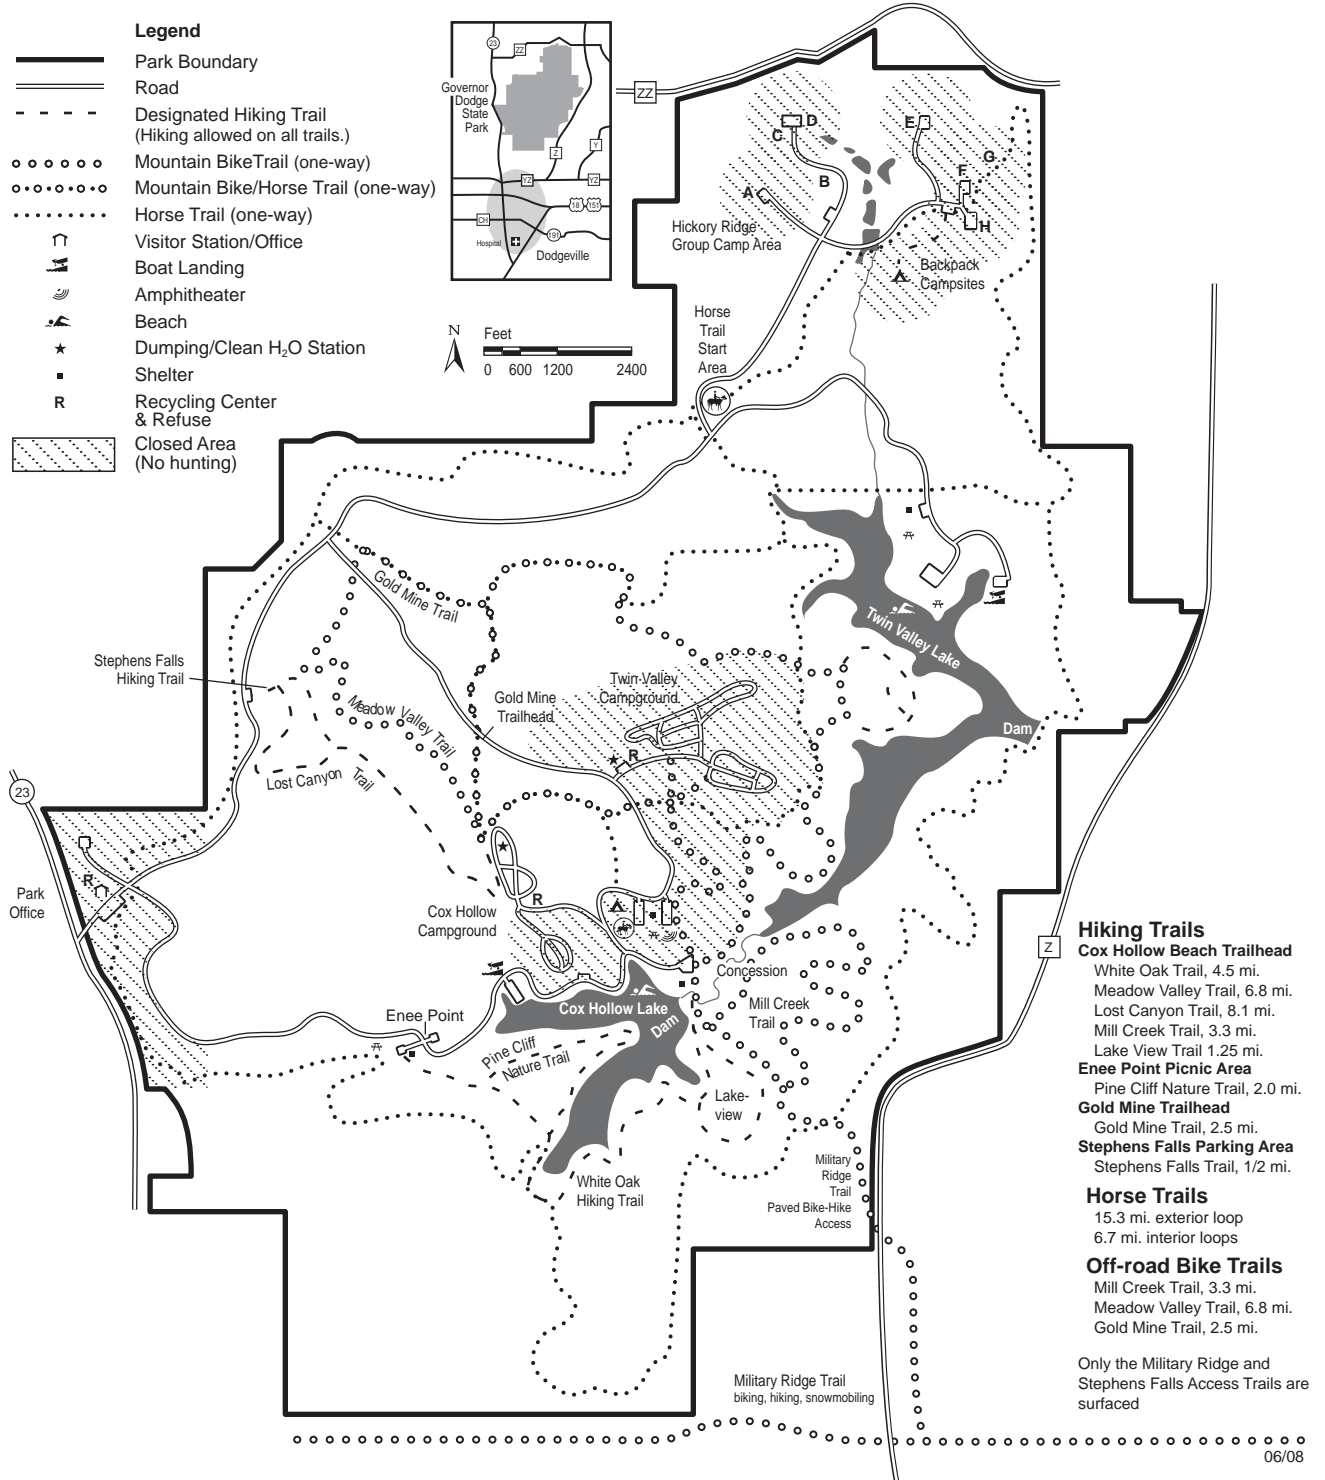 Legend
Park Boundary
Road
Designated Hiking Trail
(Hiking allowed on all trails.)
Mountain BikeTrail (one-way)
Mountain Bike/Horse Trail (one-way)
Horse Trail (one-way)
Visitor Station/Office
Boat Landing
Amphitheater
Beach
Dumping/Clean H2O Station
Shelter
R
Recycling Center
& Refuse
Closed Area
(No hunting)
Governor
Dodge
State
Park
23
ZZ
Z
Y
YZ
YZ
18
151
CH
191
Hospital
Dodgeville
N
Feet
0 600 1200 2400
ZZ
D
C
B
A
E
G
F
I
H
Hickory Ridge
Group Camp Area
Backpack
Campsites
Horse
Trail
Start
Area
Gold Mine Trail
Stephens Falls
Hiking Trail
Meadow Valley Trail
Gold Mine
Trailhead
Twin Valley
Campground
R
Twin Valley Lake
Dam
Lost Canyon Trail
23
Park
Office
R
Cox Hollow
Campground
R
Concession
Cox Hollow Lake
Dam
Mill Creek
Trail
Enee Point
Pine Cliff
Nature Trail
Lake-
view
White Oak
Hiking Trail
Military
Ridge
Trail
Paved Bike-Hike
Access
Military Ridge Trail
biking, hiking, snowmobiling
Z
Hiking Trails
Cox Hollow Beach Trailhead
White Oak Trail, 4.5 mi.
Meadow Valley Trail, 6.8 mi.
Lost Canyon Trail, 8.1 mi.
Mill Creek Trail, 3.3 mi.
Lake View Trail 1.25 mi.
Enee Point Picnic Area
Pine Cliff Nature Trail, 2.0 mi.
Gold Mine Trailhead
Gold Mine Trail, 2.5 mi.
Stephens Falls Parking Area
Stephens Falls Trail, 1/2 mi.
Horse Trails
15.3 mi. exterior loop
6.7 mi. interior loops
Off-road Bike Trails
Mill Creek Trail, 3.3 mi.
Meadow Valley Trail, 6.8 mi.
Gold Mine Trail, 2.5 mi.
Only the Military Ridge and
Stephens Falls Access Trails are
surfaced
06/08